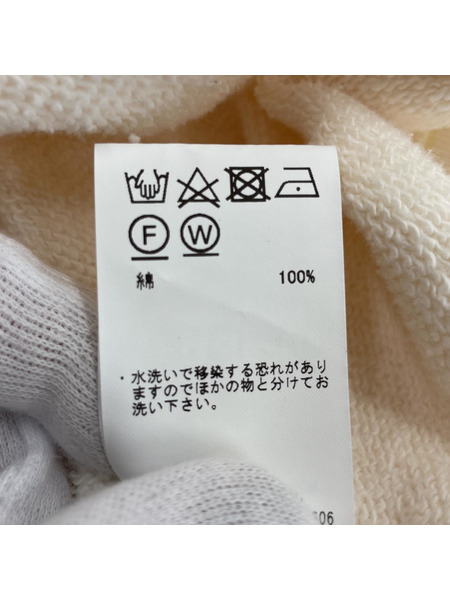 F W
綿 100%
・水洗いで移染する恐れがあり
ますのでほかの物と分けてお
洗い下さい。
606